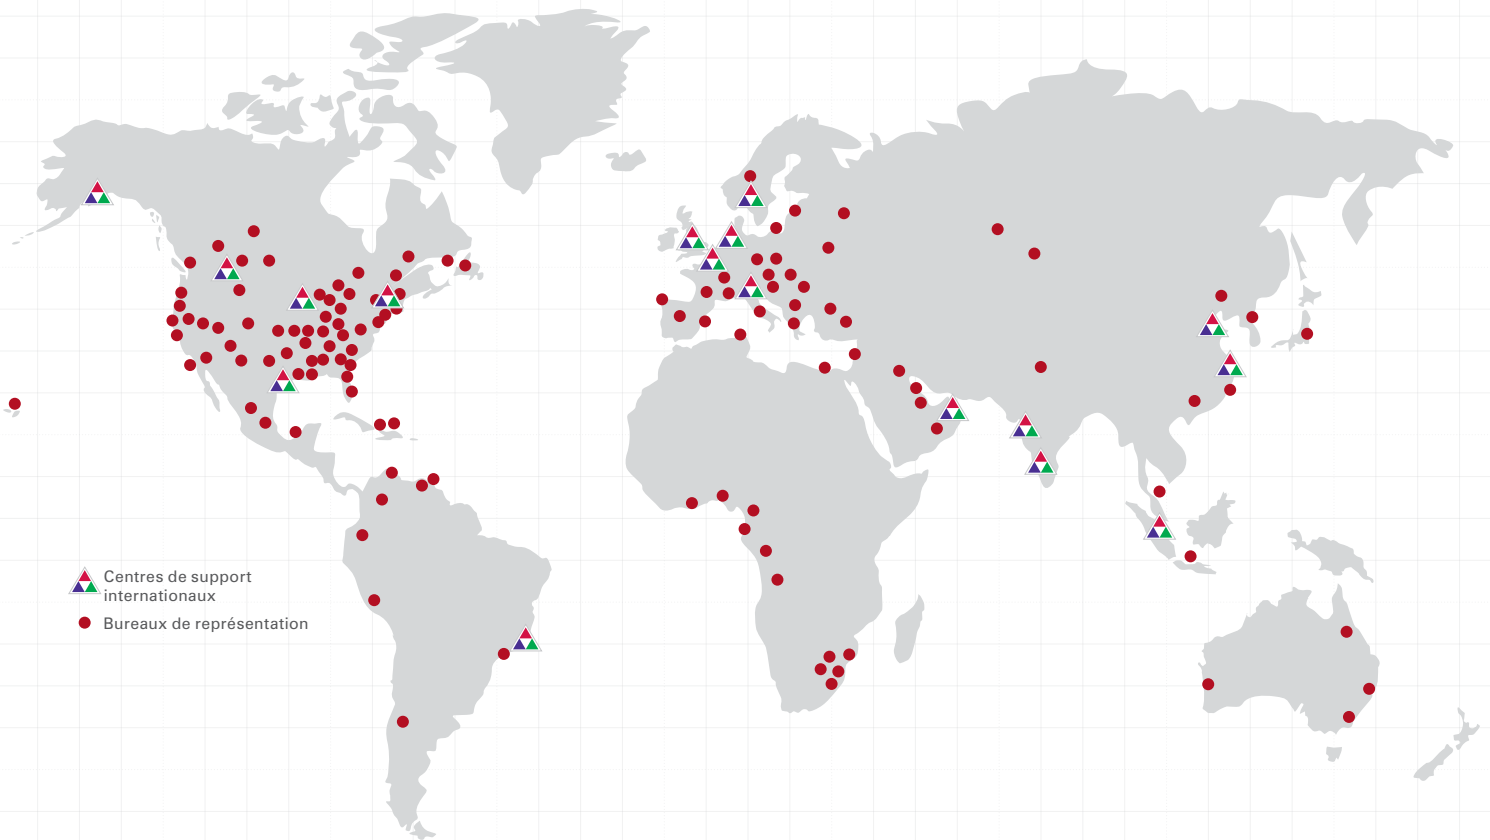 Centres de support
internationaux
Bureaux de représentation